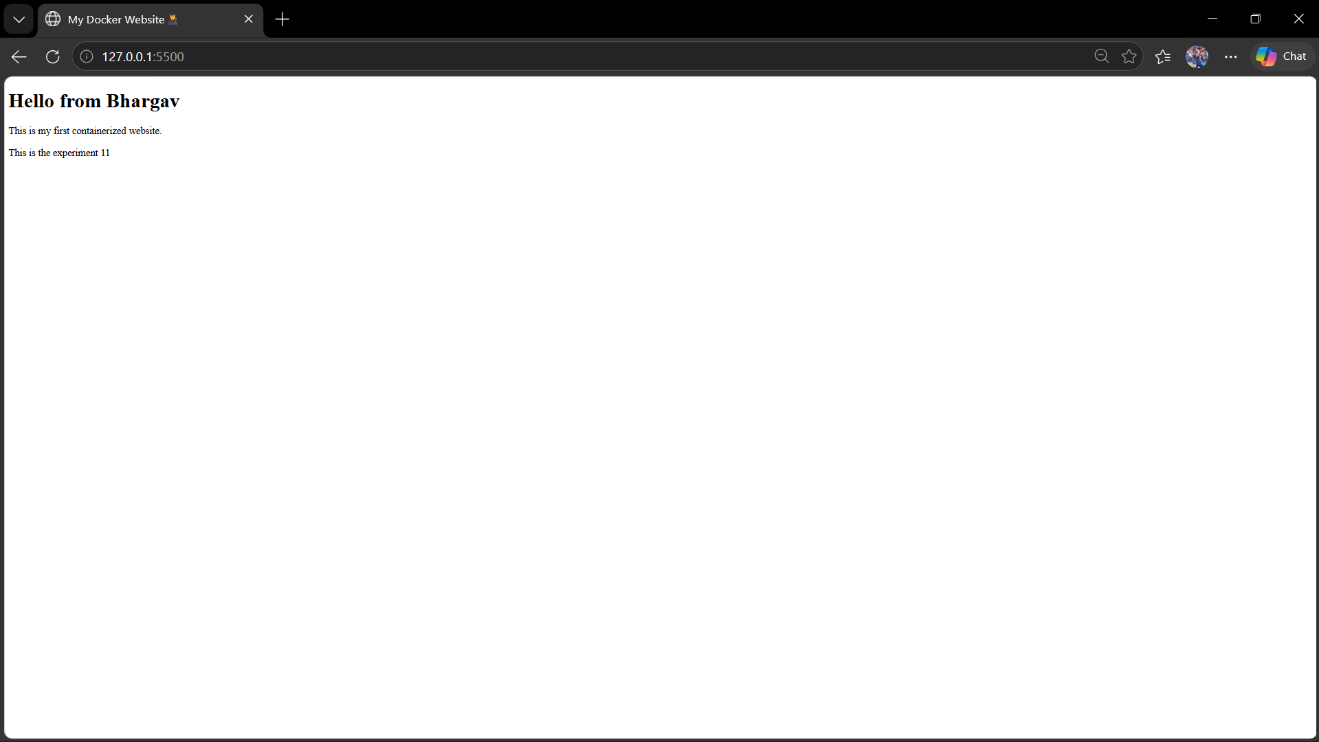 My Docker Website
127.0.0.1:5500
Chat
Hello from Bhargav
This is my first containerized website.
This is the experiment 11